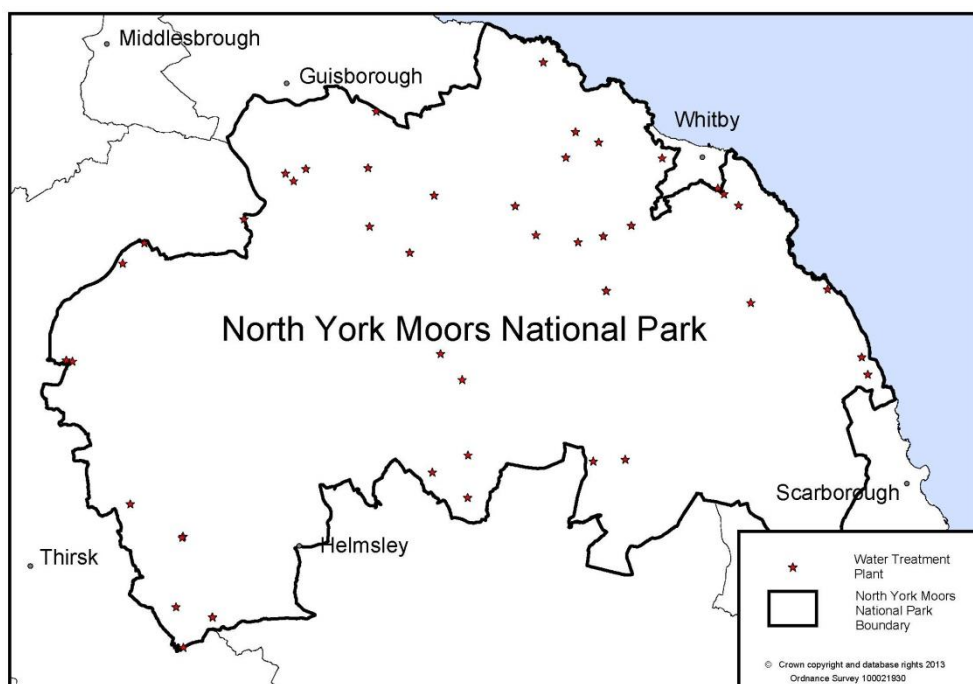 Middlesbrough
Guisborough
Whitby
North York Moors National Park
Scarborough
Thirsk
Helmsley
Water Treatment
Plant
North York Moors
National Park
Boundary
© Crown copyright and database rights 2013
Ordnance Survey 100021930